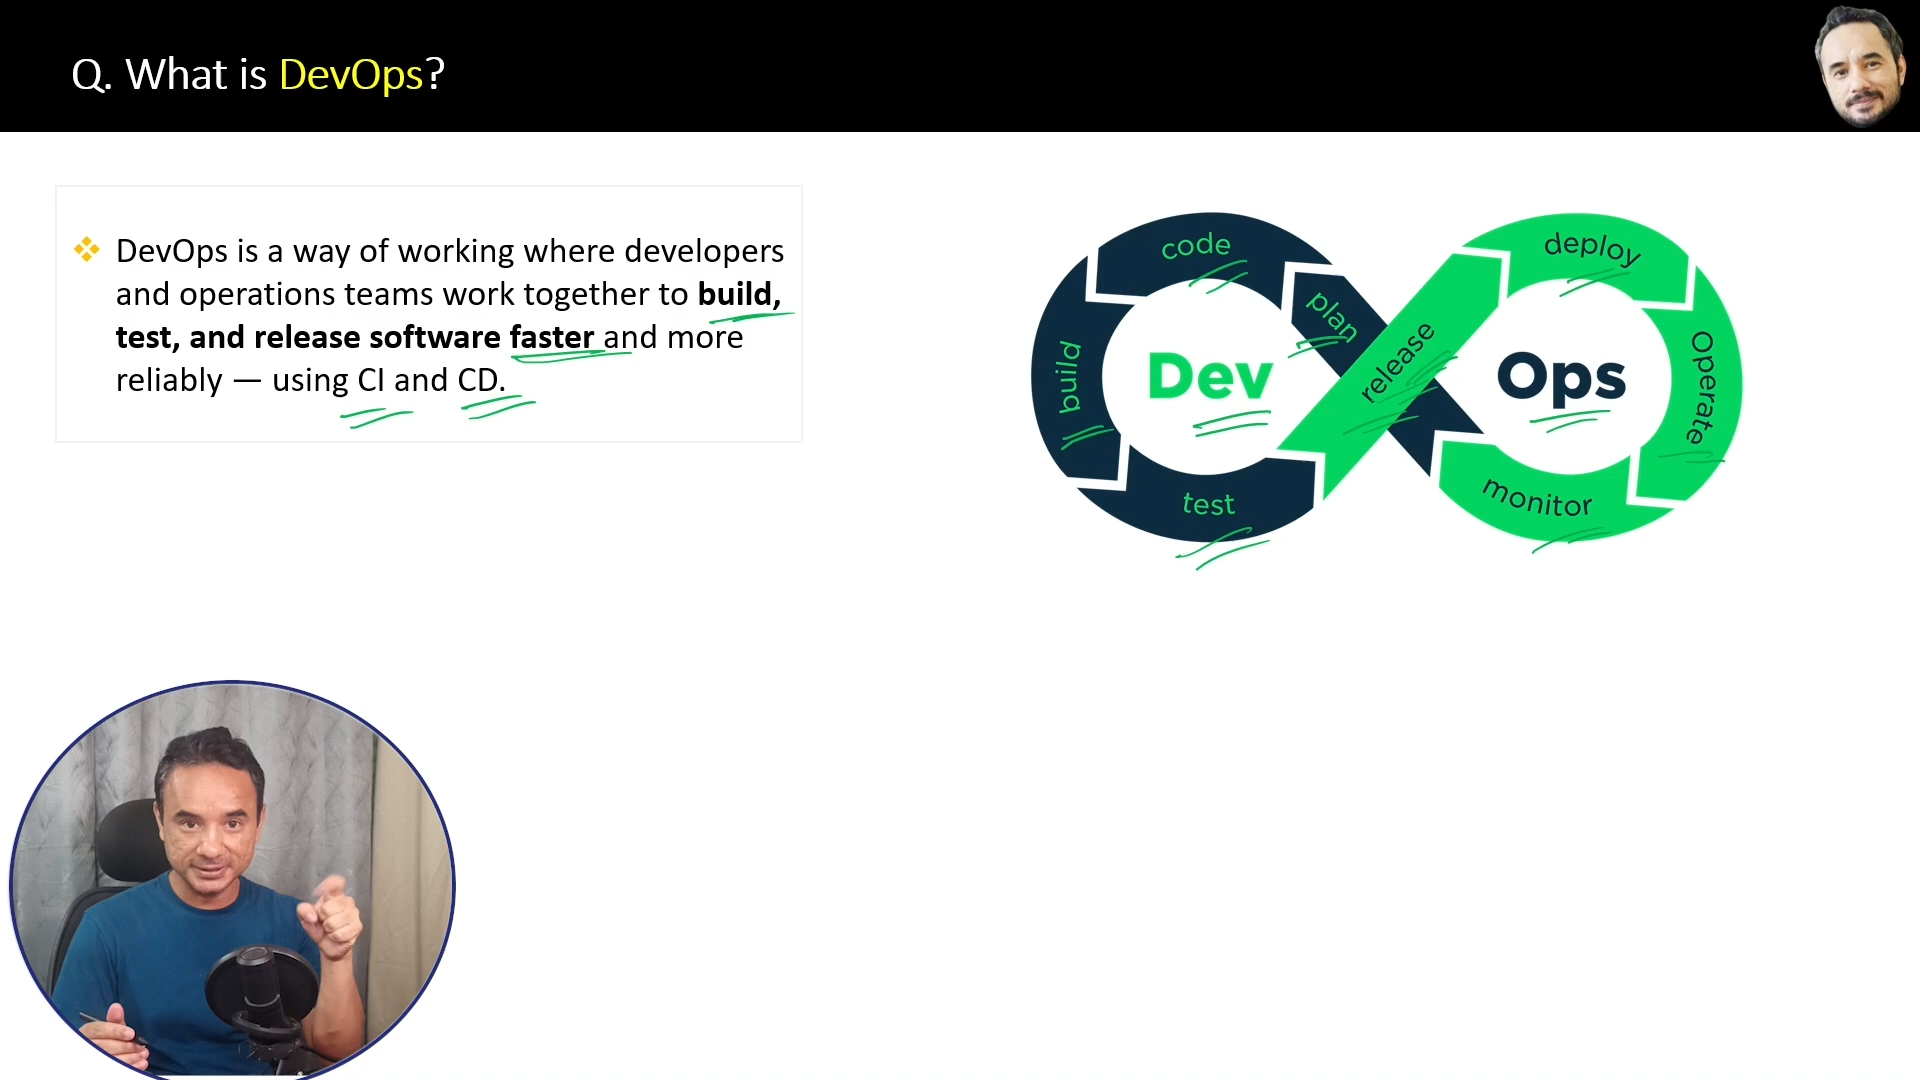 Q. What is DevOps?
❖ DevOps is a way of working where developers
and operations teams work together to build,
test, and release software faster and more
reliably — using CI and CD.
code
plan
build
Dev
test
release
deploy
Ops
Operate
monitor